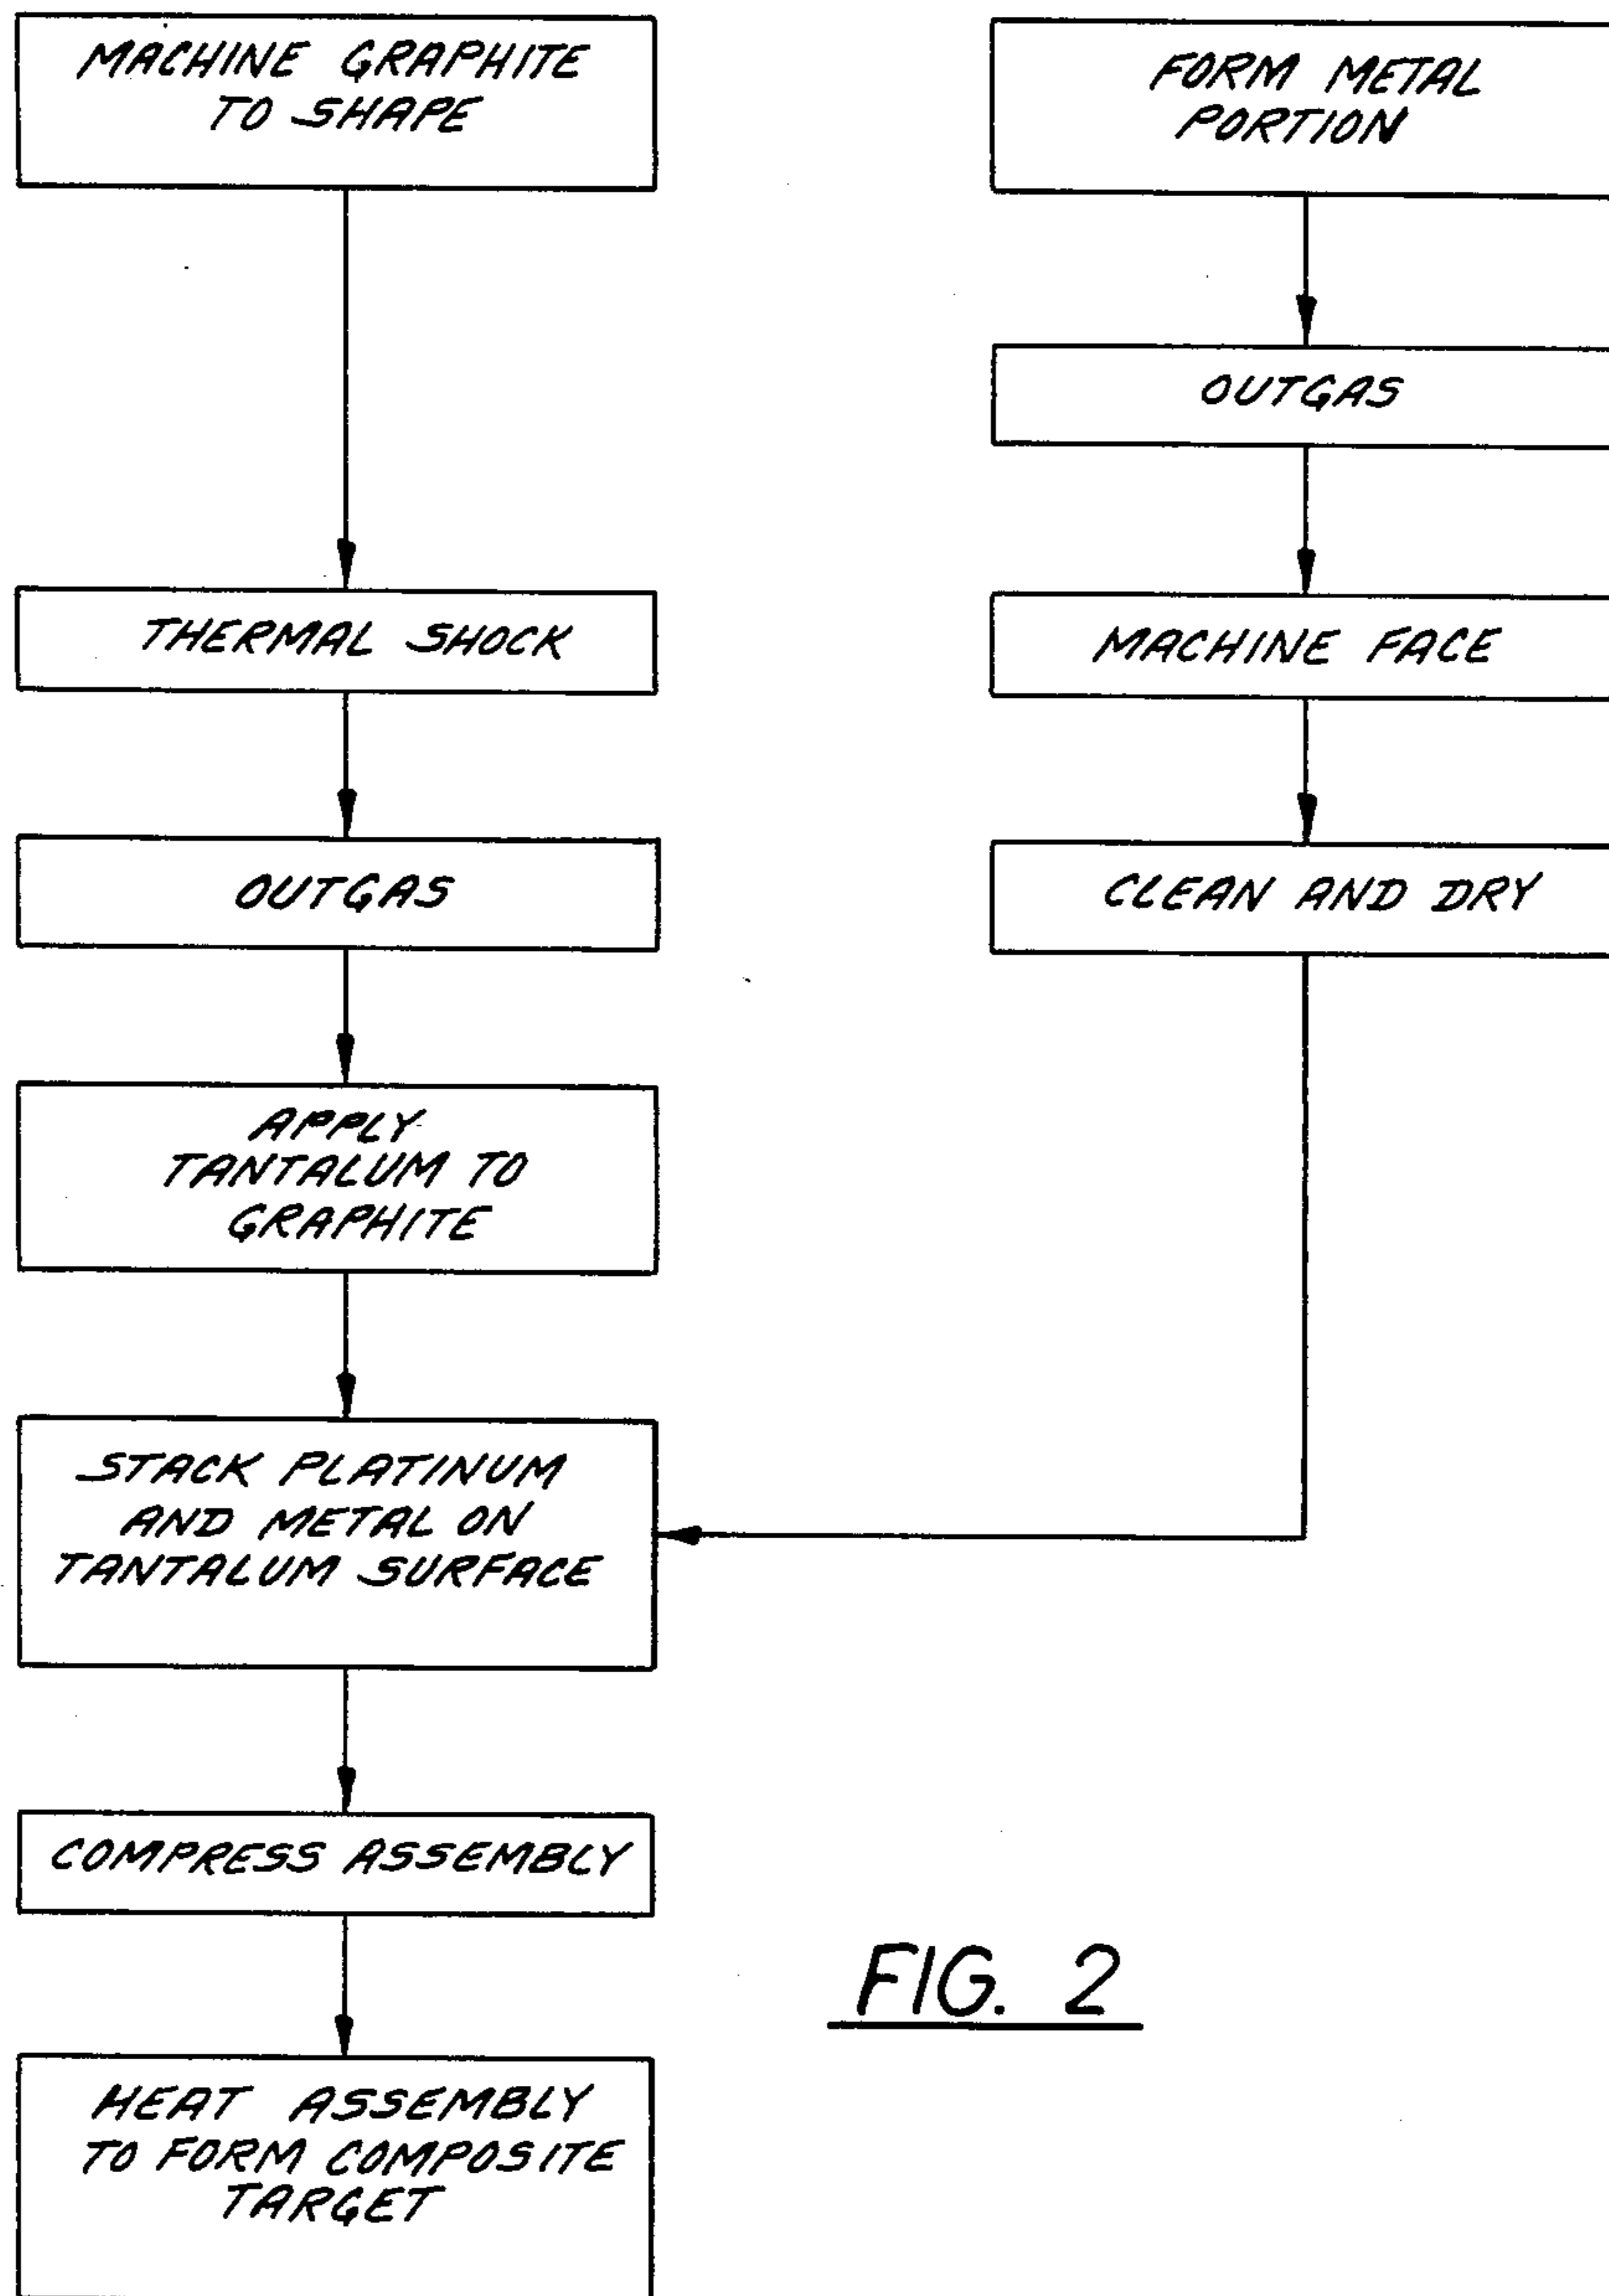 MACHINE GRAPHITE
TO SHAPE
THERMAL SHOCK
OUTGAS
APPLY
TANTALUM TO
GRAPHITE
STACK PLATINUM
AND METAL ON
TANTALUM SURFACE
COMPRESS ASSEMBLY
HEAT ASSEMBLY
TO FORM COMPOSITE
TARGET
FORM METAL
PORTION
OUTGAS
MACHINE FACE
CLEAN AND DRY
FIG. 2